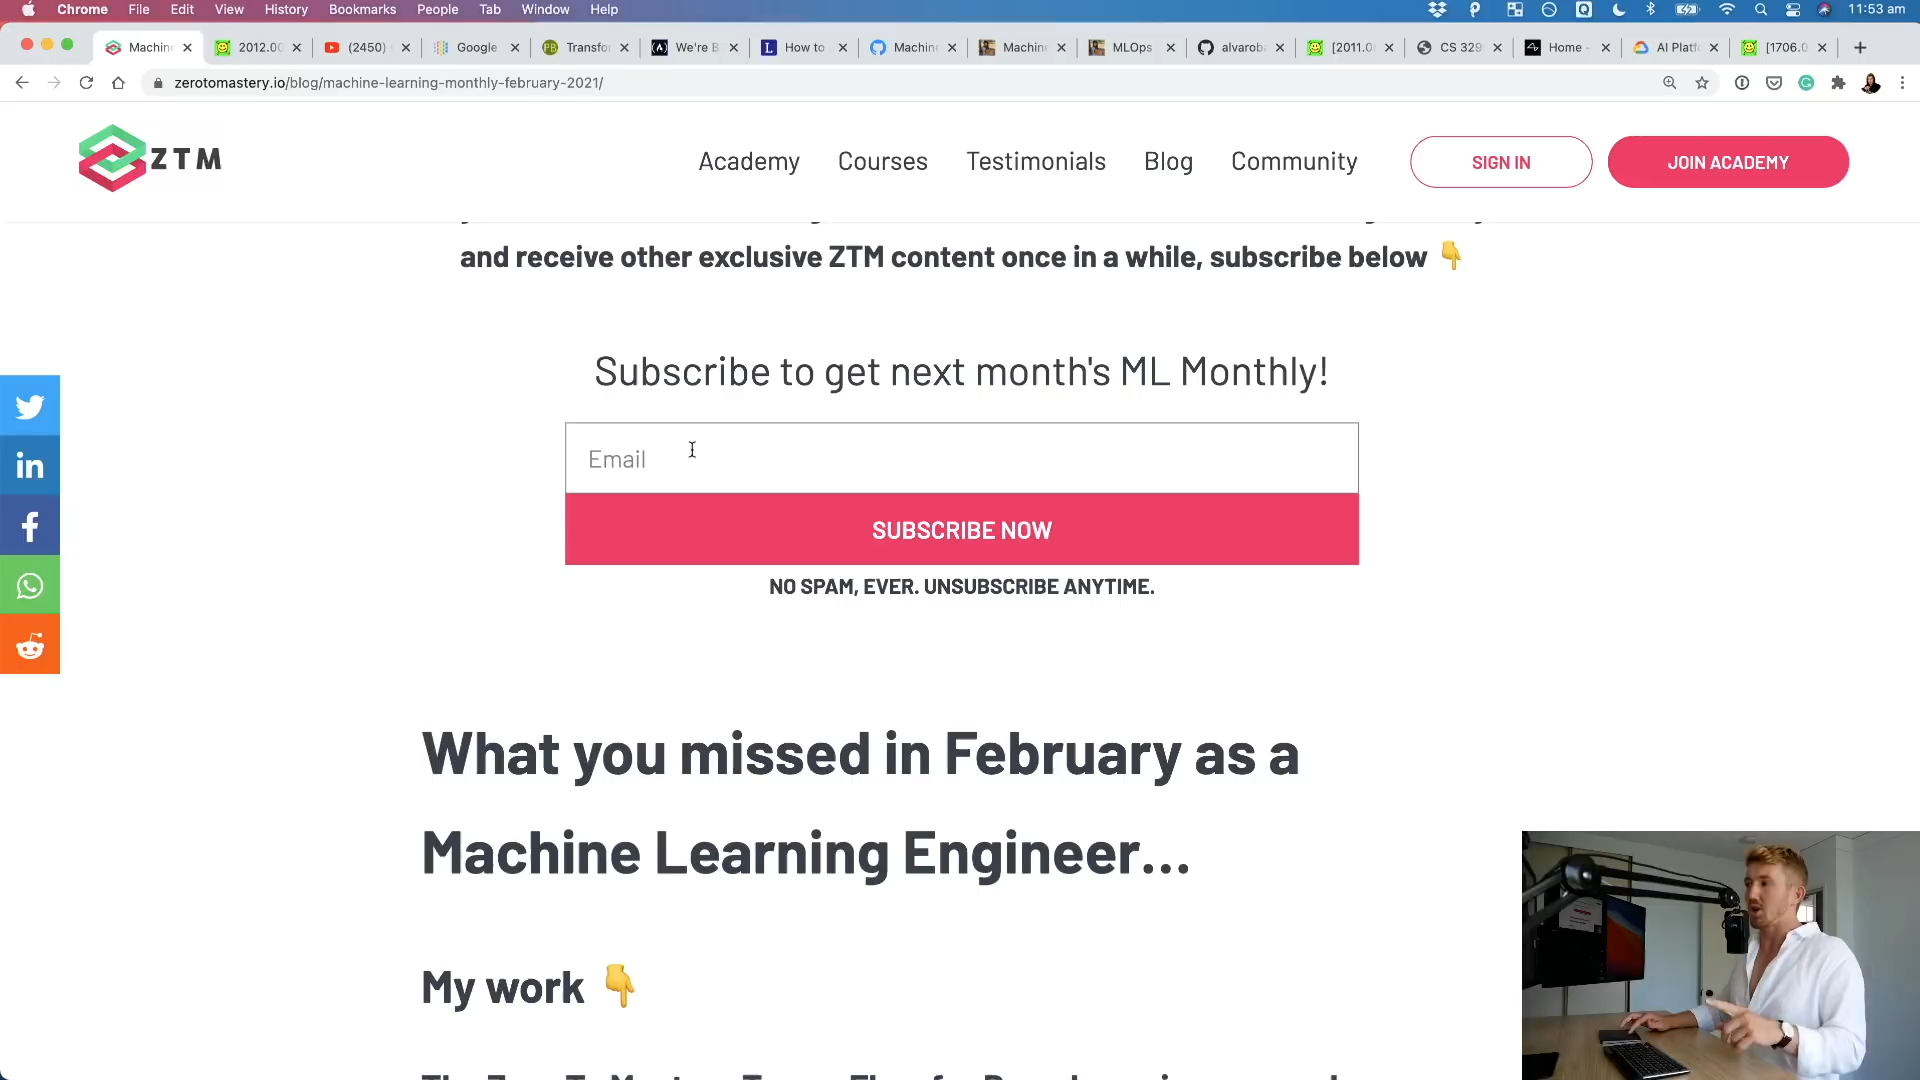 Chrome File Edit View History Bookmarks People Tab Window Help 11:53 am
Machine 2012.00 (2450) Google Transfo We're B How to Machin Machine MLOps alvarob [2011.0 CS 329 Home - AI Platf [1706.0
zerotomastery.io/blog/machine-learning-monthly-february-2021/
ZTM Academy Courses Testimonials Blog Community SIGN IN JOIN ACADEMY
and receive other exclusive ZTM content once in a while, subscribe below 👇
Subscribe to get next month's ML Monthly!
Email
SUBSCRIBE NOW
NO SPAM, EVER. UNSUBSCRIBE ANYTIME.
What you missed in February as a
Machine Learning Engineer...
My work 👇